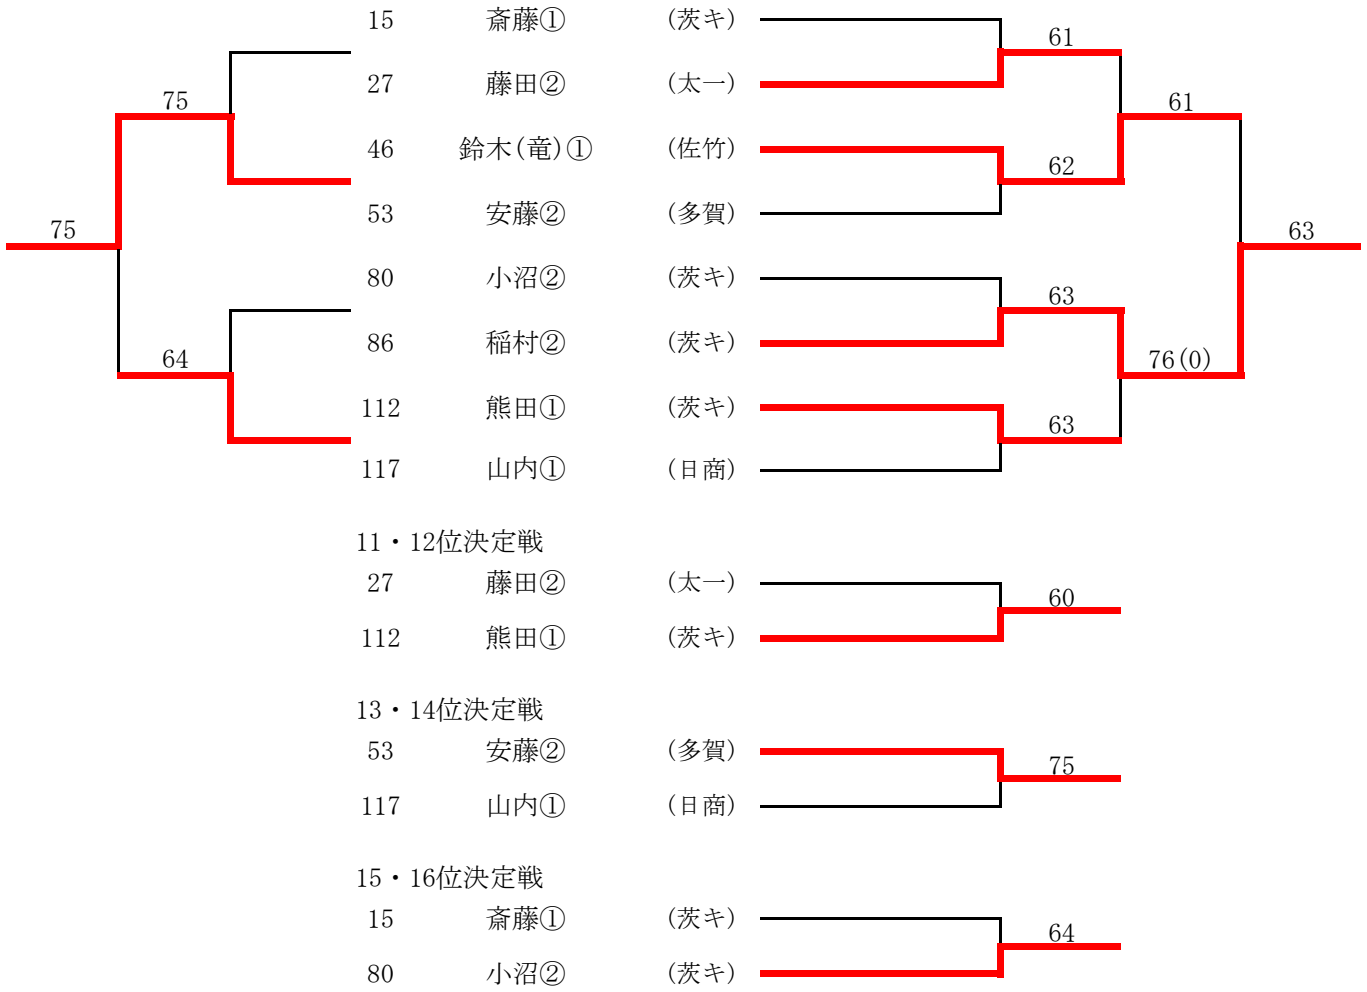 15 斎藤① (茨キ)
61
27 藤田② (太一)
75
61
46 鈴木(竜)① (佐竹)
62
53 安藤② (多賀)
75
63
80 小沼② (茨キ)
63
86 稲村② (茨キ)
64
76(0)
112 熊田① (茨キ)
63
117 山内① (日商)
11・12位決定戦
27 藤田② (太一)
60
112 熊田① (茨キ)
13・14位決定戦
53 安藤② (多賀)
75
117 山内① (日商)
15・16位決定戦
15 斎藤① (茨キ)
64
80 小沼② (茨キ)